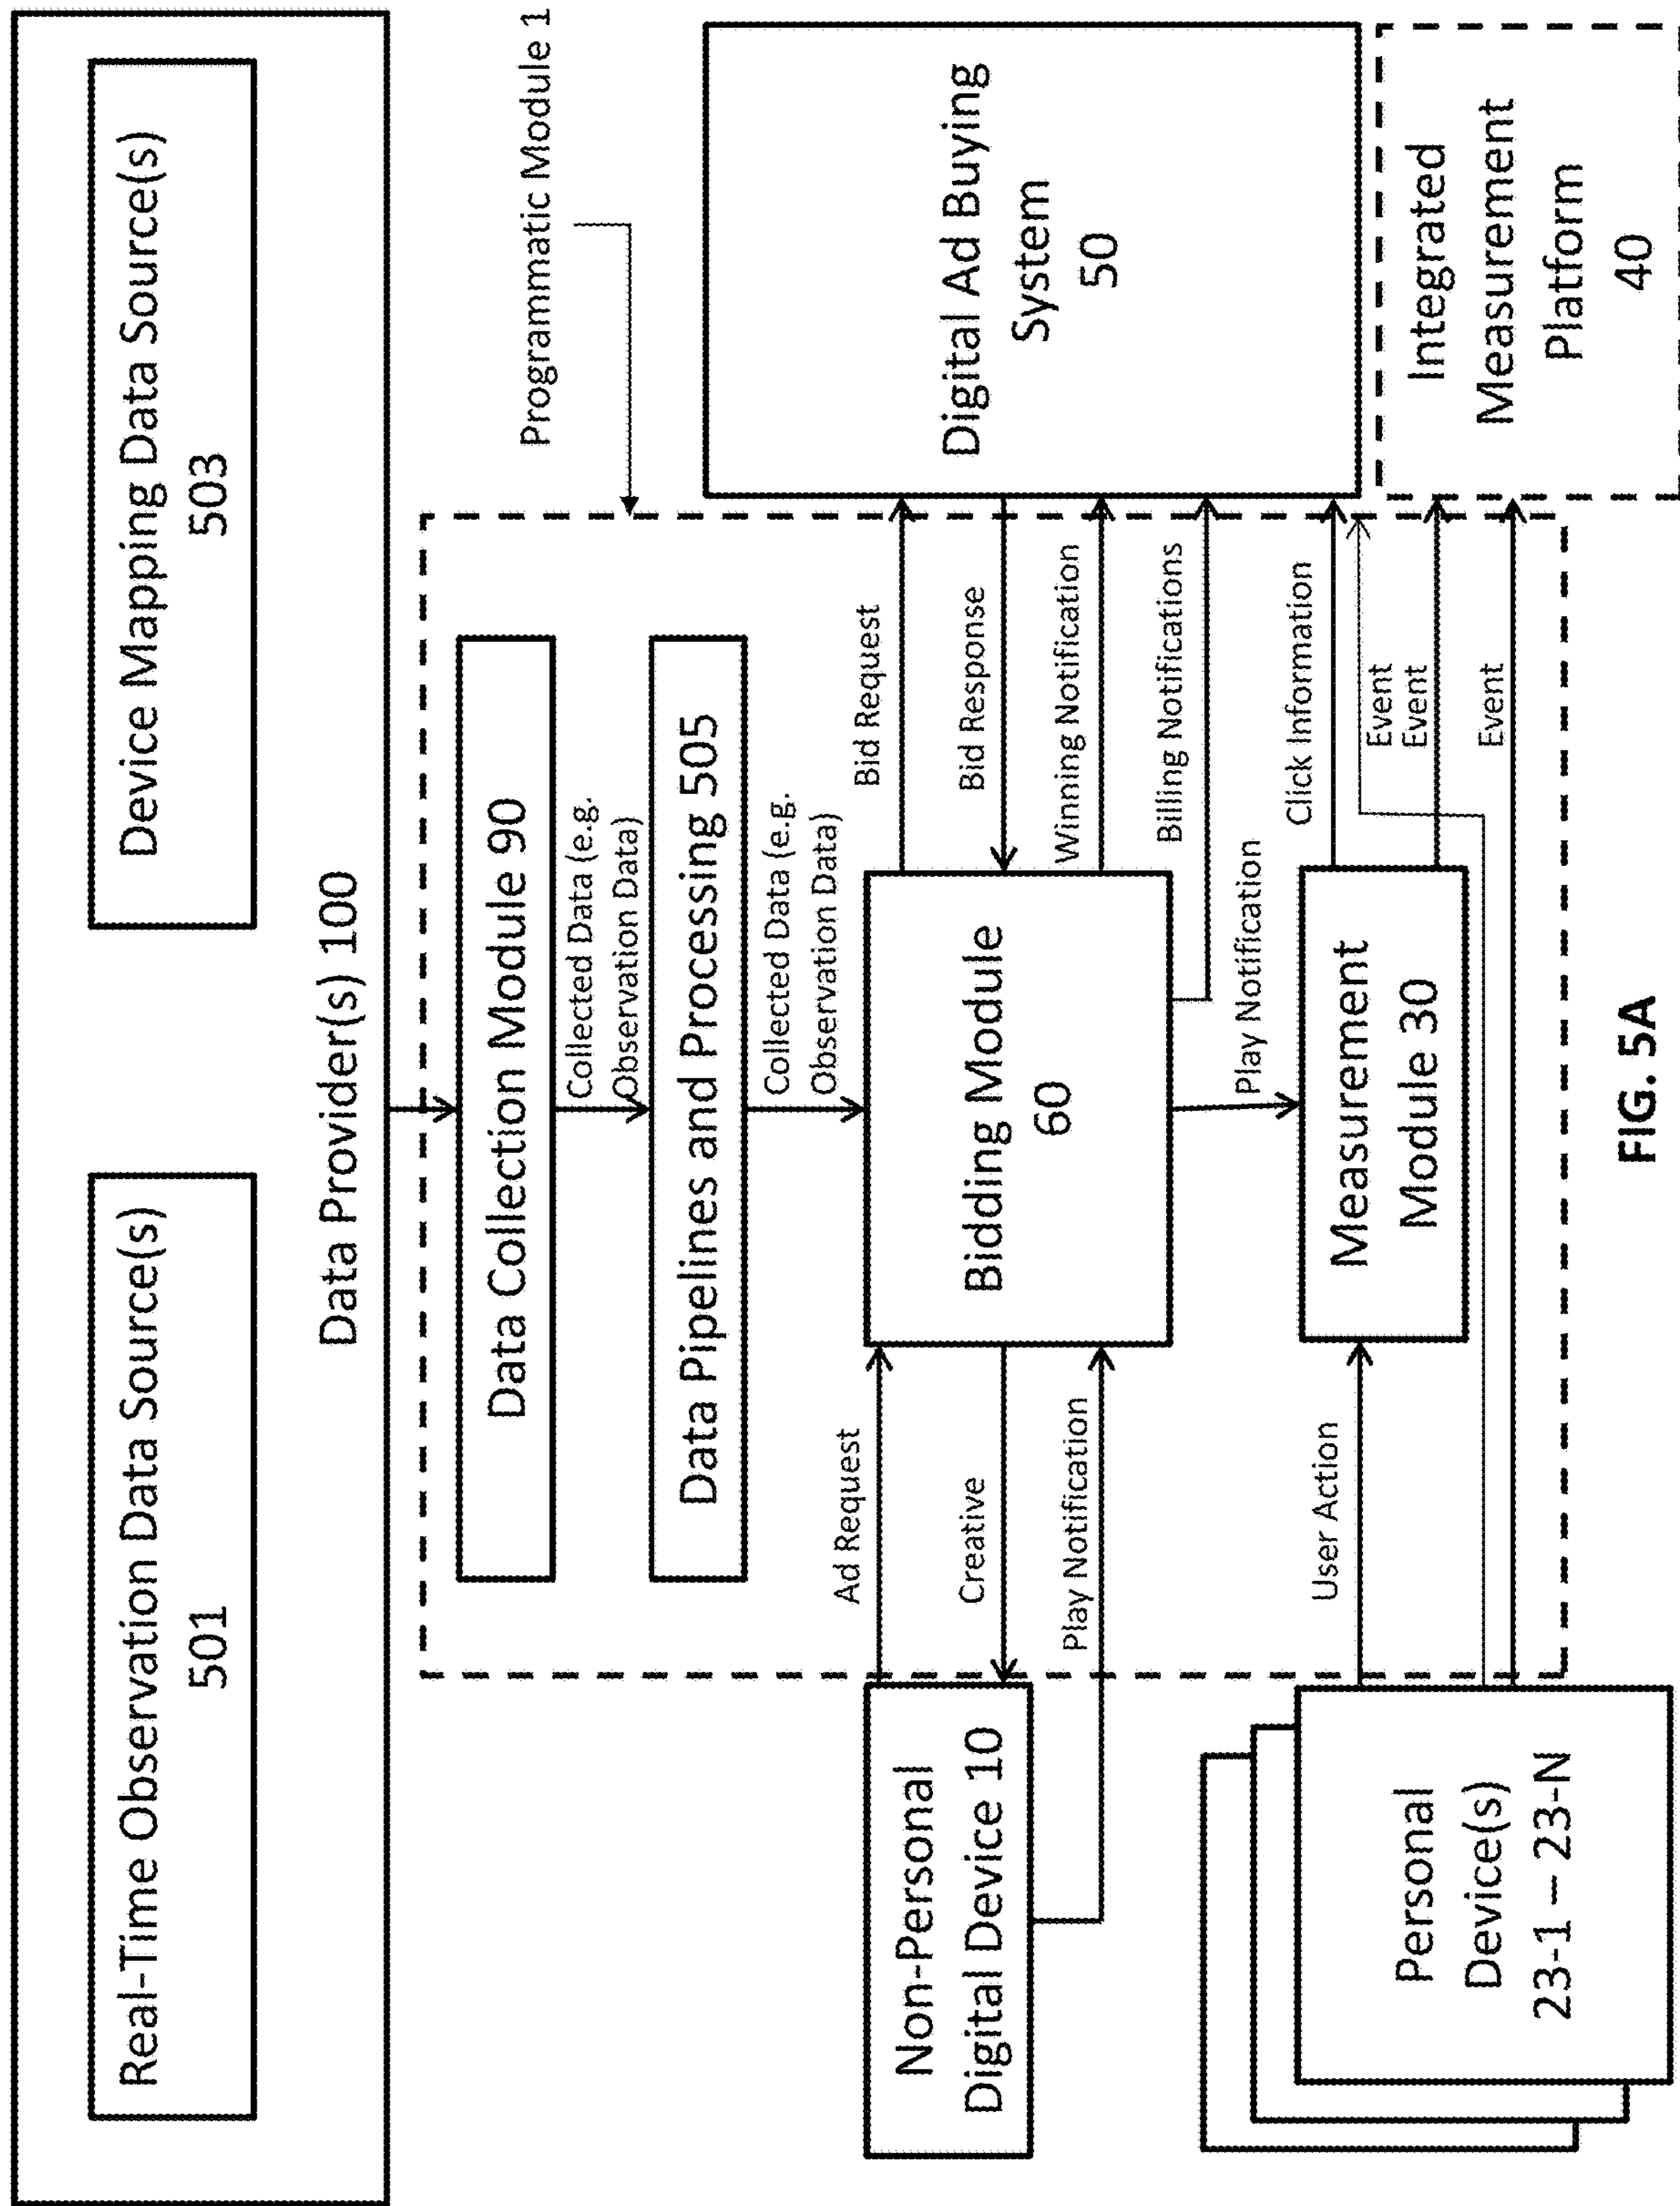 Real-Time Observation Data Source(s)
501
Device Mapping Data Source(s)
503
Data Provider(s) 100
Programmatic Module 1
Data Collection Module 90
Collected Data (e.g.
Observation Data)
Data Pipelines and Processing 505
Collected Data (e.g.
Observation Data)
Non-Personal
Digital Device 10
Ad Request
Creative
Play Notification
Bidding Module
60
Bid Request
Bid Response
Winning Notification
Billing Notifications
Digital Ad Buying
System
50
Play Notification
Personal
Device(s)
23-1 – 23-N
User Action
Measurement
Module 30
Click Information
Event
Event
Event
Integrated
Measurement
Platform
40
FIG. 5A